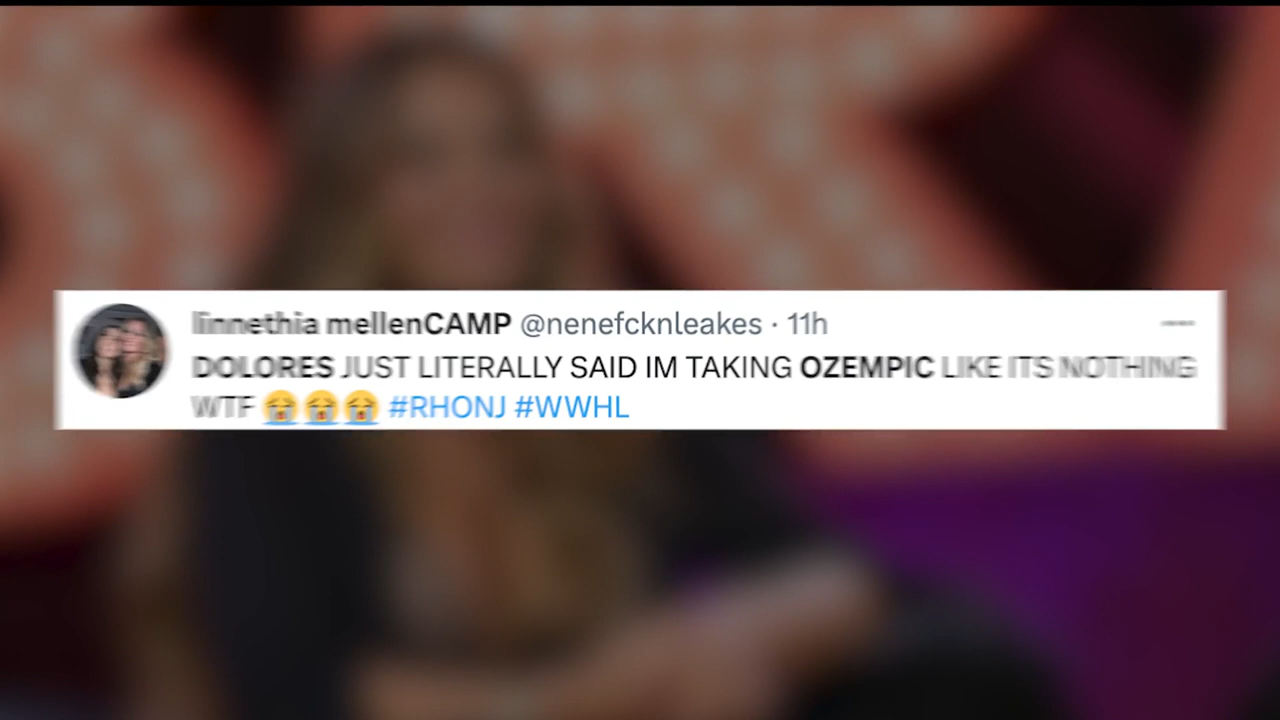 linnethia mellenCAMP @nenefcknleakes · 11h
DOLORES JUST LITERALLY SAID IM TAKING OZEMPIC LIKE ITS NOTHING
WTF 😭😭😭 #RHONJ #WWHL